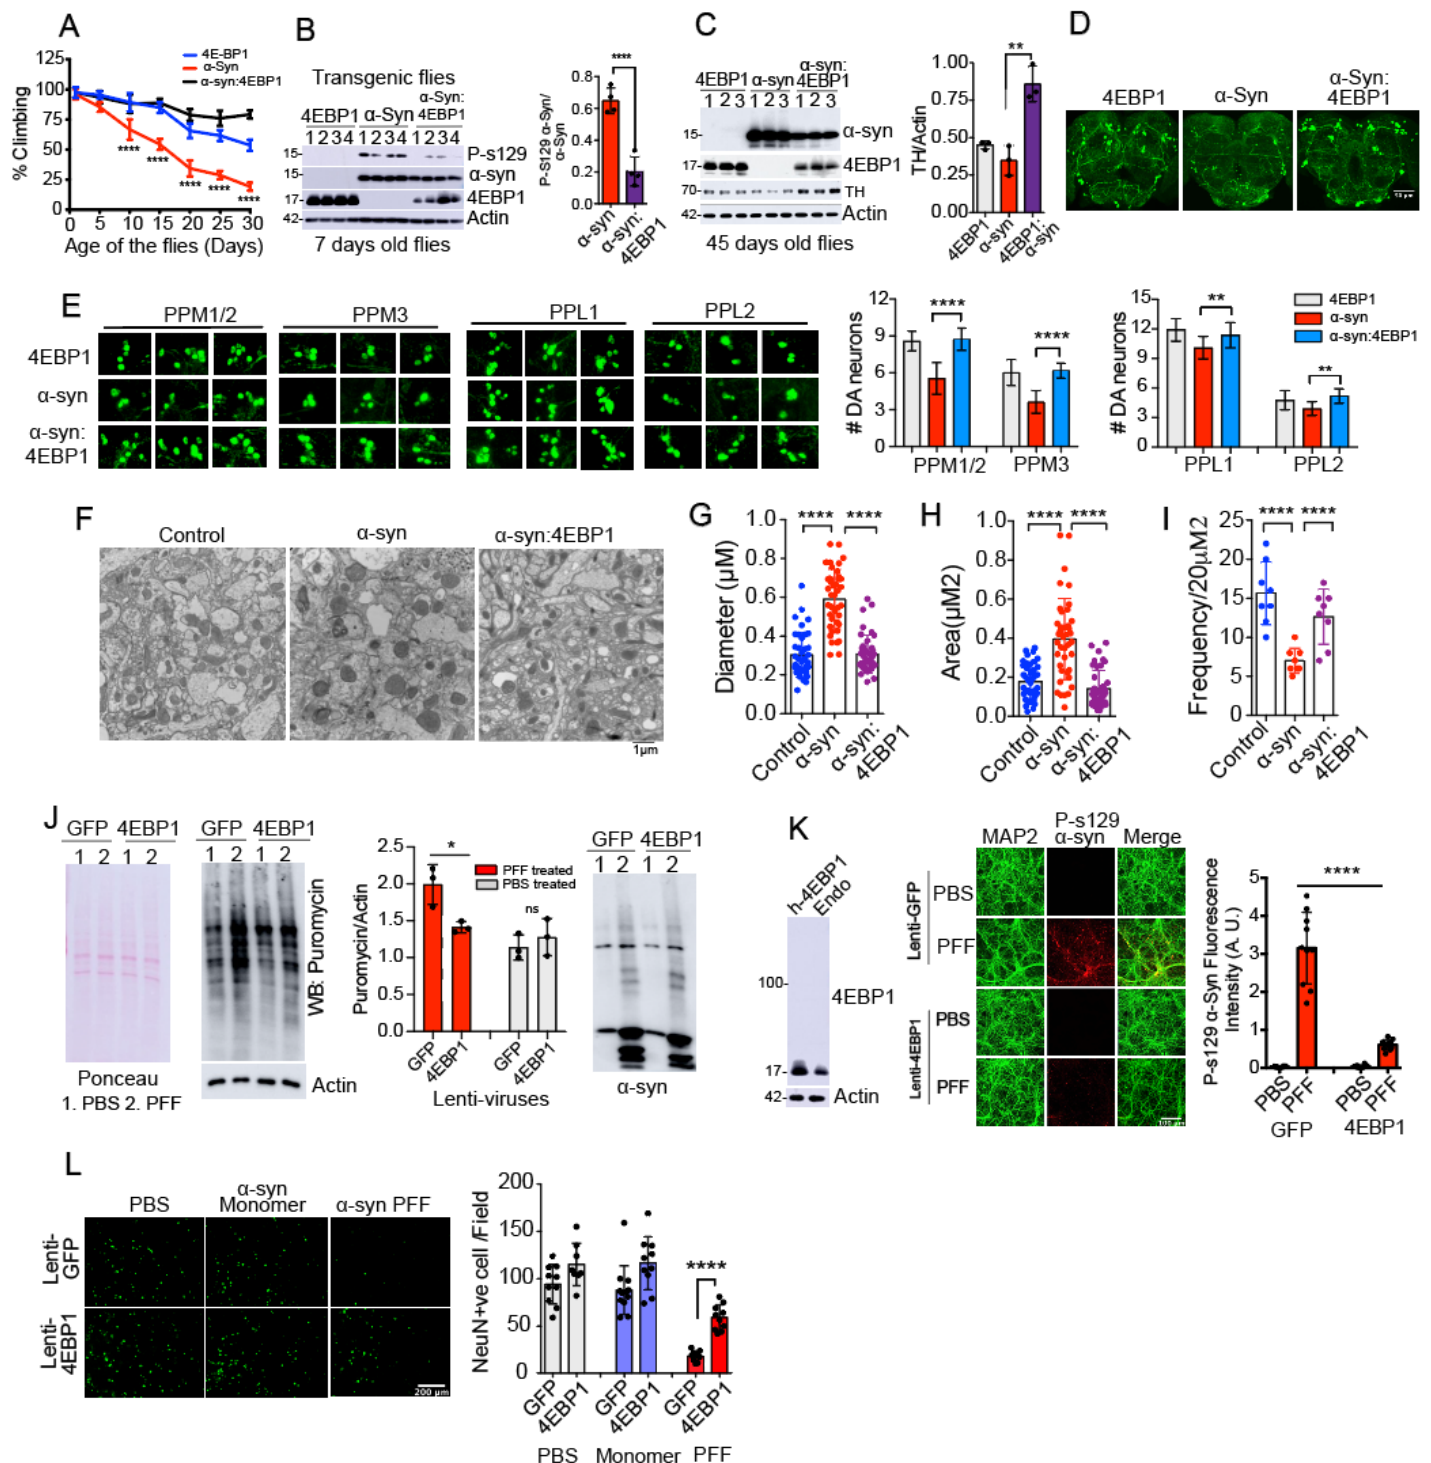 A
125
100
75
50
25
0
% Climbing
4E-BP1
α-Syn
α-syn:4EBP1
****
****
****
****
****
0 5 10 15 20 25 30
Age of the flies (Days)
B
Transgenic flies
4EBP1 α-Syn α-Syn: 4EBP1
1 2 3 4 1 2 3 4 1 2 3 4
15- P-s129
15- α-syn
17- 4EBP1
42- Actin
7 days old flies
P-S129 α-Syn/
α-Syn
0.8
0.6
0.4
0.2
0.0
****
α-syn
α-syn:
4EBP1
C
4EBP1 α-syn α-syn: 4EBP1
1 2 3 1 2 3 1 2 3
15- α-syn
17- 4EBP1
70- TH
42- Actin
45 days old flies
TH/Actin
1.00
0.75
0.50
0.25
0.00
**
4EBP1
α-syn
4EBP1:
α-syn
D
4EBP1 α-Syn α-Syn: 4EBP1
E
PPM1/2 PPM3 PPL1 PPL2
4EBP1
α-syn
α-syn:
4EBP1
# DA neurons
12
9
6
3
0
****
****
PPM1/2 PPM3
# DA neurons
15
12
9
6
3
0
**
**
PPL1 PPL2
4EBP1
α-syn
α-syn:4EBP1
F
Control α-syn α-syn:4EBP1
1µm
G
Diameter (µM)
1.0
0.8
0.6
0.4
0.2
0.0
**** ****
Control
α-syn
α-syn:
4EBP1
H
Area(µM2)
1.0
0.8
0.6
0.4
0.2
0.0
**** ****
Control
α-syn
α-syn:
4EBP1
I
Frequency/20µM2
25
20
15
10
5
0
**** ****
Control
α-syn
α-syn:
4EBP1
J
GFP 4EBP1
1 2 1 2
Ponceau
1. PBS 2. PFF
GFP 4EBP1
1 2 1 2
WB: Puromycin
Actin
Puromycin/Actin
2.5
2.0
1.5
1.0
0.5
0.0
*
ns
PFF treated
PBS treated
GFP
4EBP1
GFP
4EBP1
Lenti-viruses
GFP 4EBP1
1 2 1 2
α-syn
K
h-4EBP1
Endo
100-
4EBP1
17-
42- Actin
MAP2 P-s129 α-syn Merge
Lenti-GFP
PBS
PFF
Lenti-4EBP1
PBS
PFF
100 µm
P-s129 α-Syn Fluorescence
Intensity (A. U.)
5
4
3
2
1
0
****
PBS
PFF
PBS
PFF
GFP 4EBP1
L
PBS α-syn Monomer α-syn PFF
Lenti-
GFP
Lenti-
4EBP1
200 µm
NeuN+ve cell /Field
200
150
100
50
0
****
GFP
4EBP1
GFP
4EBP1
GFP
4EBP1
PBS Monomer PFF